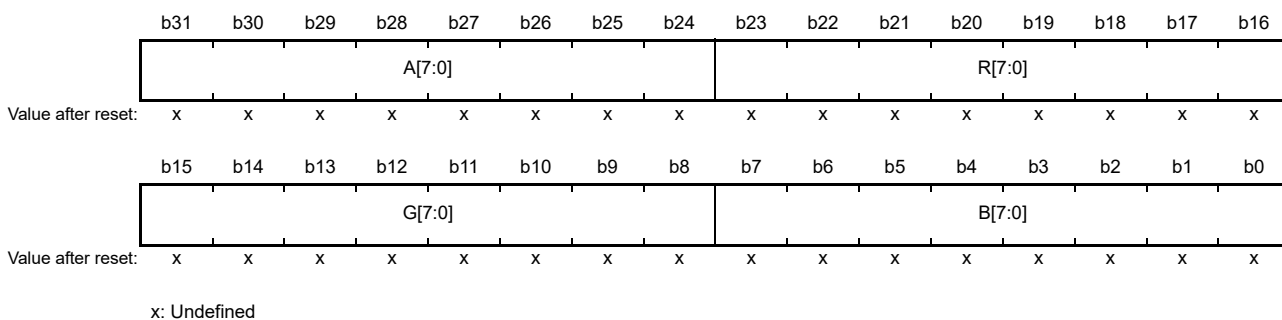 b31 b30 b29 b28 b27 b26 b25 b24 b23 b22 b21 b20 b19 b18 b17 b16
A[7:0] R[7:0]
Value after reset: x x x x x x x x x x x x x x x x
b15 b14 b13 b12 b11 b10 b9 b8 b7 b6 b5 b4 b3 b2 b1 b0
G[7:0] B[7:0]
Value after reset: x x x x x x x x x x x x x x x x
x: Undefined